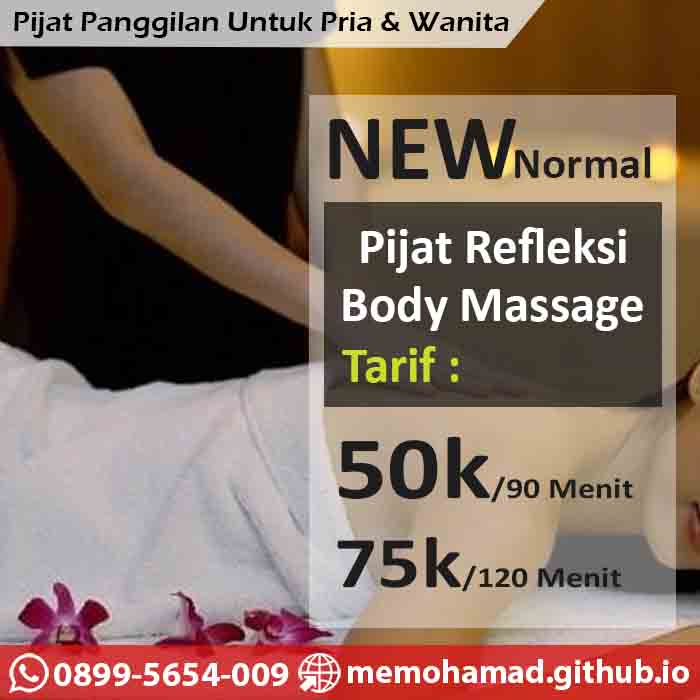 Pijat Panggilan Untuk Pria & Wanita
NEW Normal
Pijat Refleksi
Body Massage
Tarif :
50k/90 Menit
75k/120 Menit
0899-5654-009 memohamad.github.io